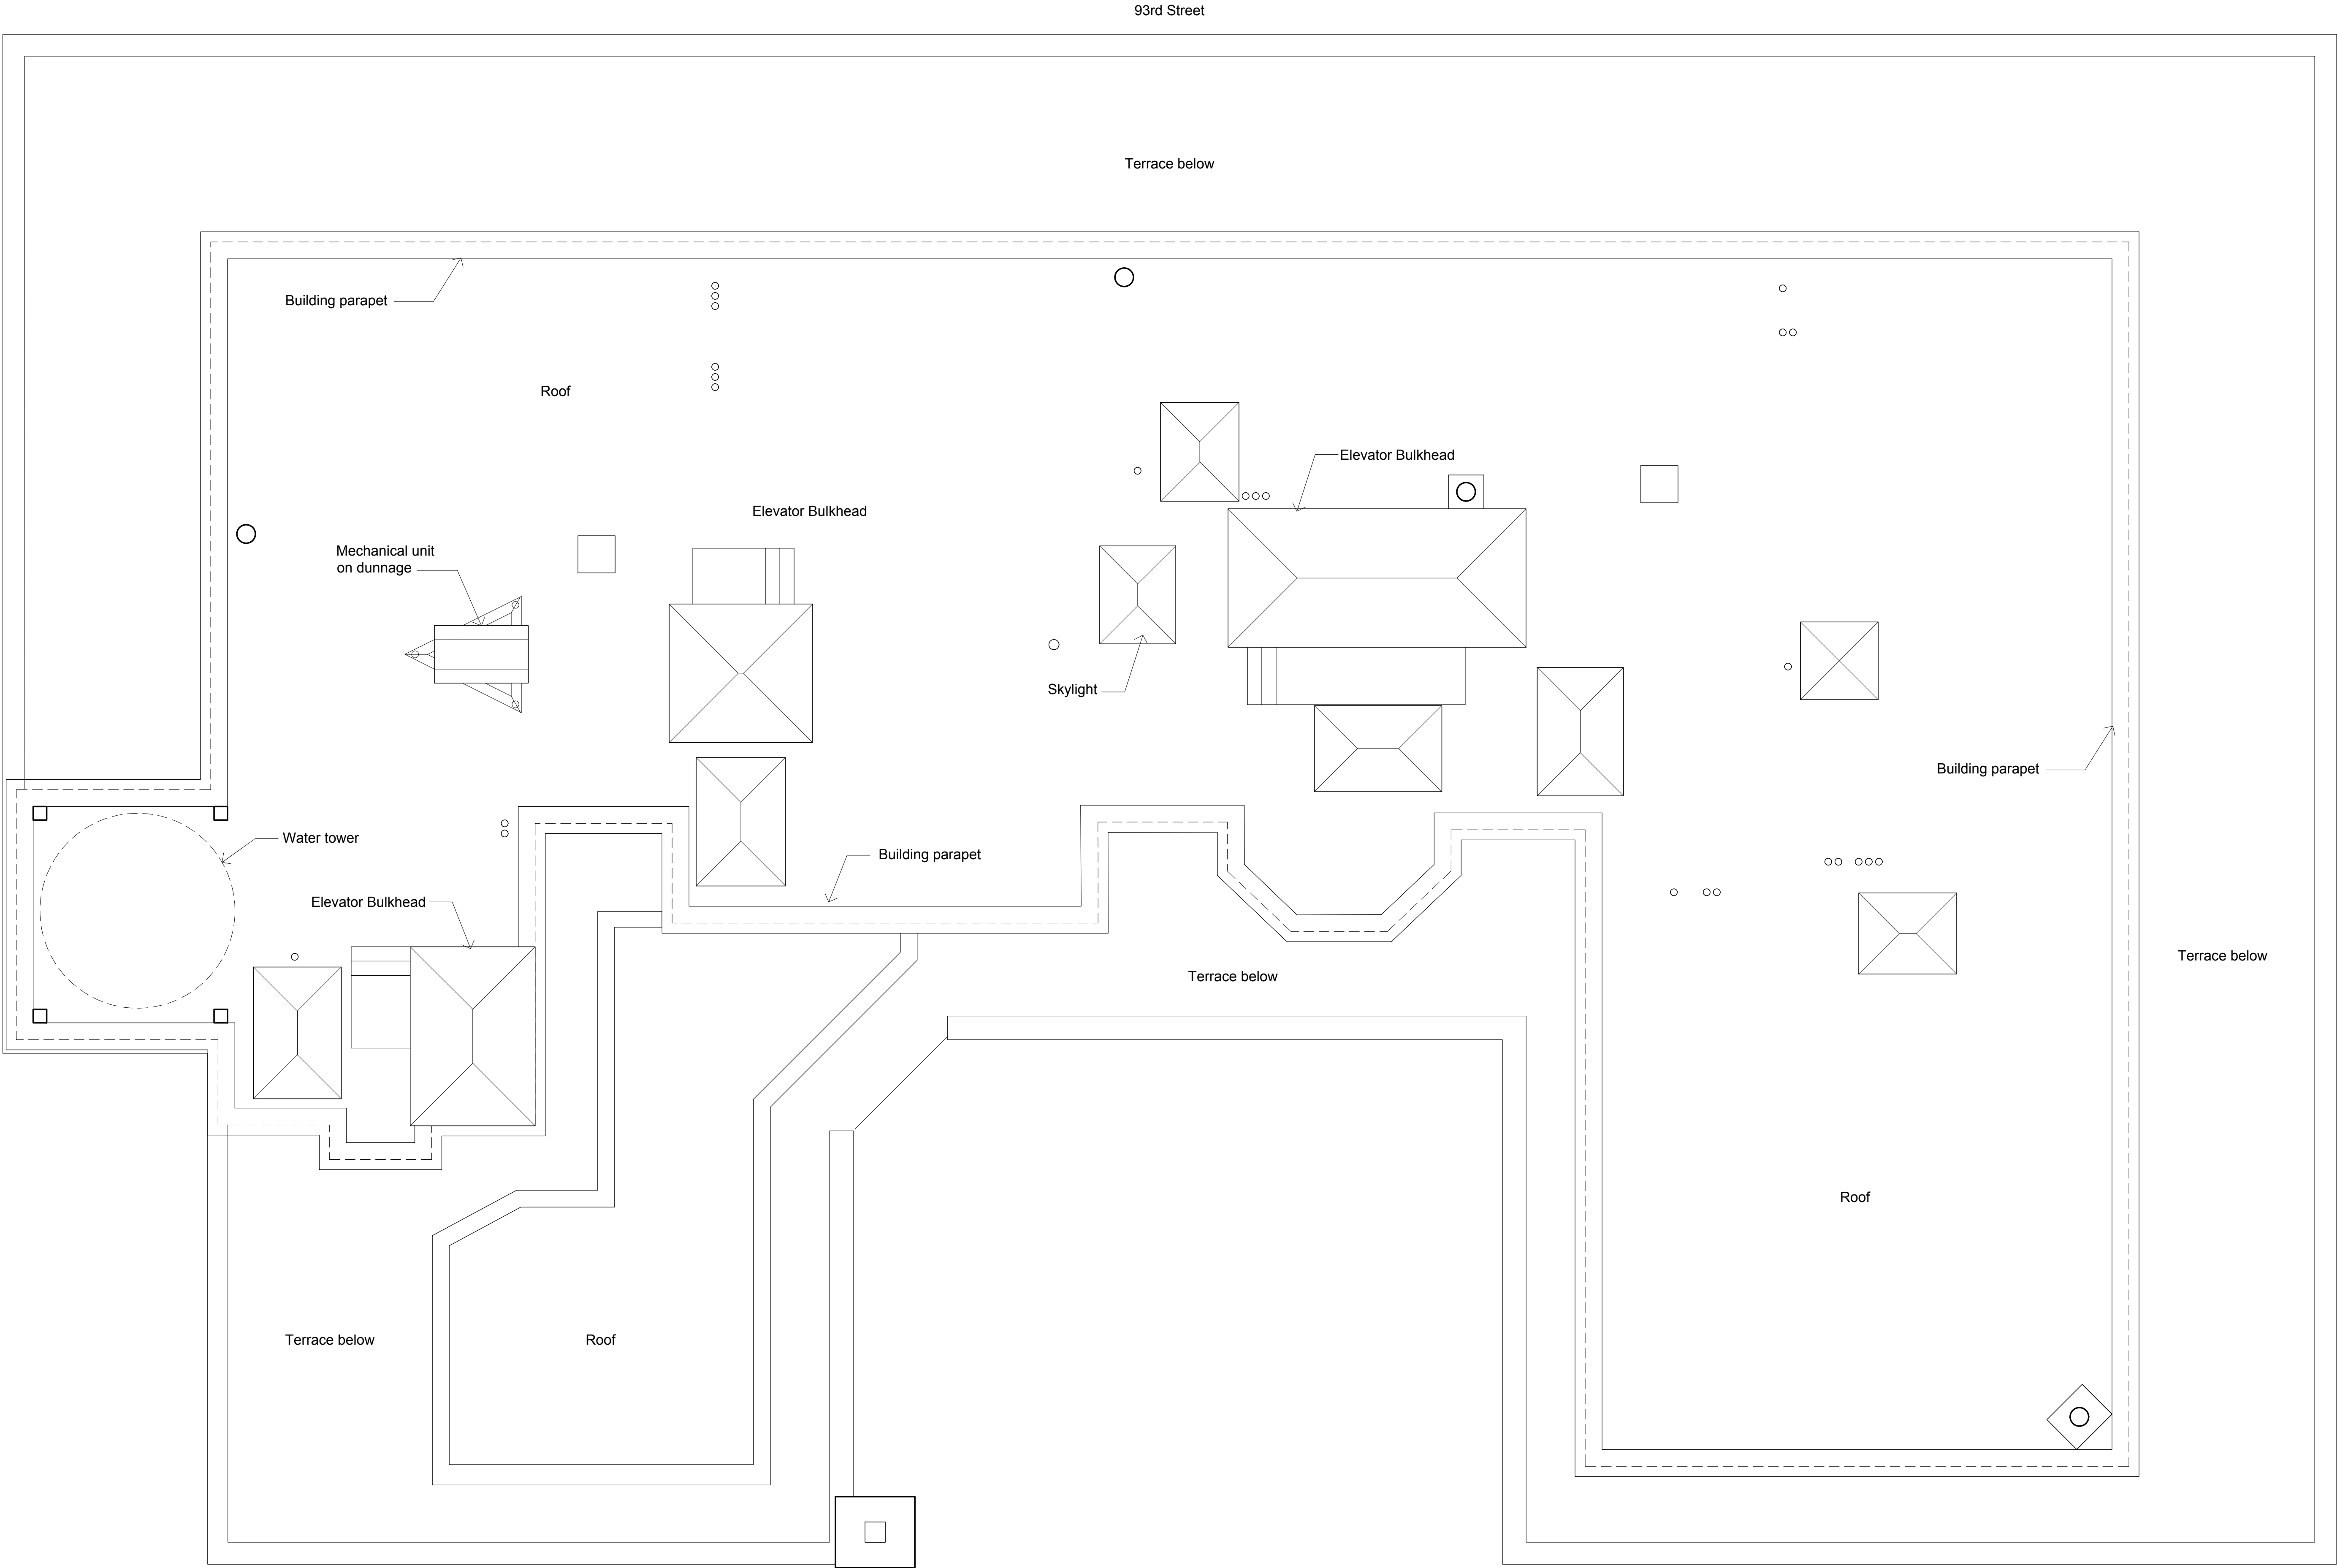 93rd Street
Terrace below
Building parapet
Roof
Elevator Bulkhead
Elevator Bulkhead
Mechanical unit
on dunnage
Skylight
Building parapet
Water tower
Building parapet
Elevator Bulkhead
Terrace below
Terrace below
Roof
Terrace below
Roof